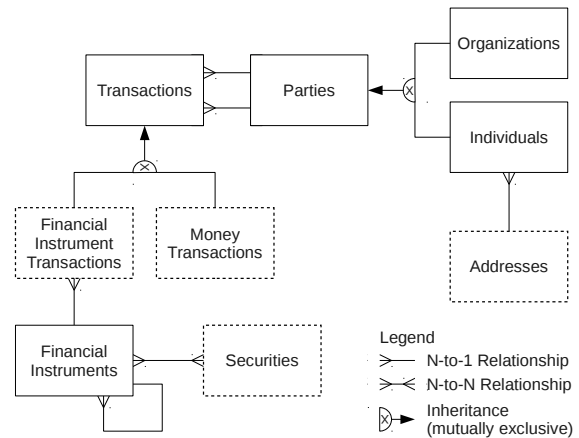 Organizations
Transactions
Parties
Individuals
Financial
Instrument
Transactions
Money
Transactions
Addresses
Financial
Instruments
Securities
Legend
N-to-1 Relationship
N-to-N Relationship
Inheritance
(mutually exclusive)
X
X
X